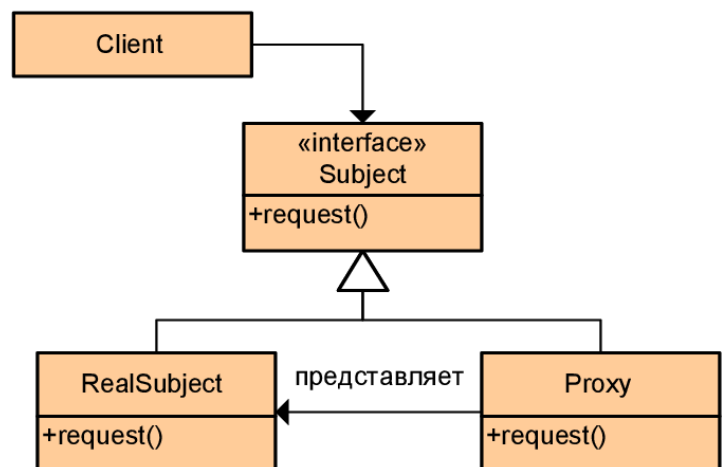 Client
«interface»
Subject
+request()
RealSubject
+request()
представляет
Proxy
+request()